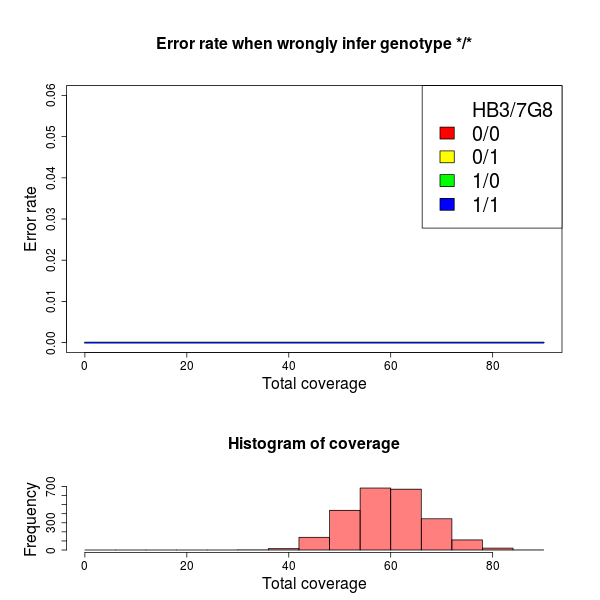 Error rate when wrongly infer genotype */*
Error rate
0.06
0.05
0.04
0.03
0.02
0.01
0.00
HB3/7G8
0/0
0/1
1/0
1/1
0 20 40 60 80
Total coverage
Histogram of coverage
Frequency
700
300
0
0 20 40 60 80
Total coverage